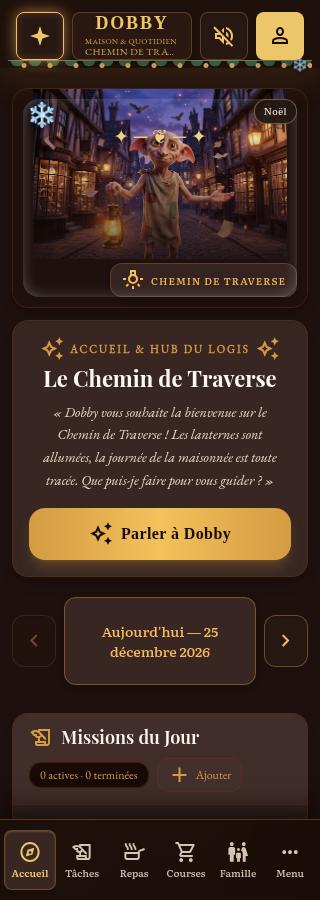 DOBBY
MAISON & QUOTIDIEN
CHEMIN DE TRA…
Noël
CHEMIN DE TRAVERSE
ACCUEIL & HUB DU LOGIS
Le Chemin de Traverse
« Dobby vous souhaite la bienvenue sur le
Chemin de Traverse ! Les lanternes sont
allumées, la journée de la maisonnée est toute
tracée. Que puis-je faire pour vous guider ? »
Parler à Dobby
Aujourd'hui — 25
décembre 2026
Missions du Jour
0 actives · 0 terminées
Ajouter
Accueil
Tâches
Repas
Courses
Famille
Menu